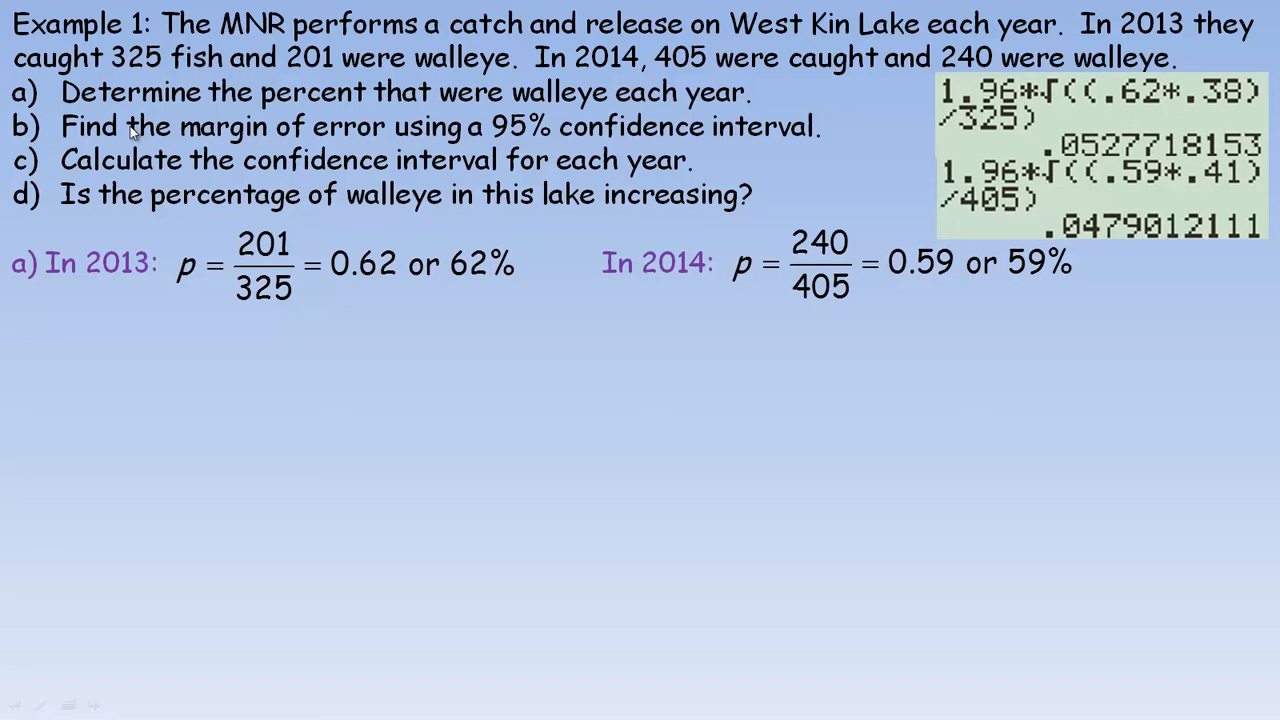 Example 1: The MNR performs a catch and release on West Kin Lake each year. In 2013 they
caught 325 fish and 201 were walleye. In 2014, 405 were caught and 240 were walleye.
a) Determine the percent that were walleye each year.
b) Find the margin of error using a 95% confidence interval.
c) Calculate the confidence interval for each year.
d) Is the percentage of walleye in this lake increasing?
1.96*√((.62*.38)
/325)
.0527718153
1.96*√((.59*.41)
/405)
.0479012111
a) In 2013: p = 201/325 = 0.62 or 62%
In 2014: p = 240/405 = 0.59 or 59%